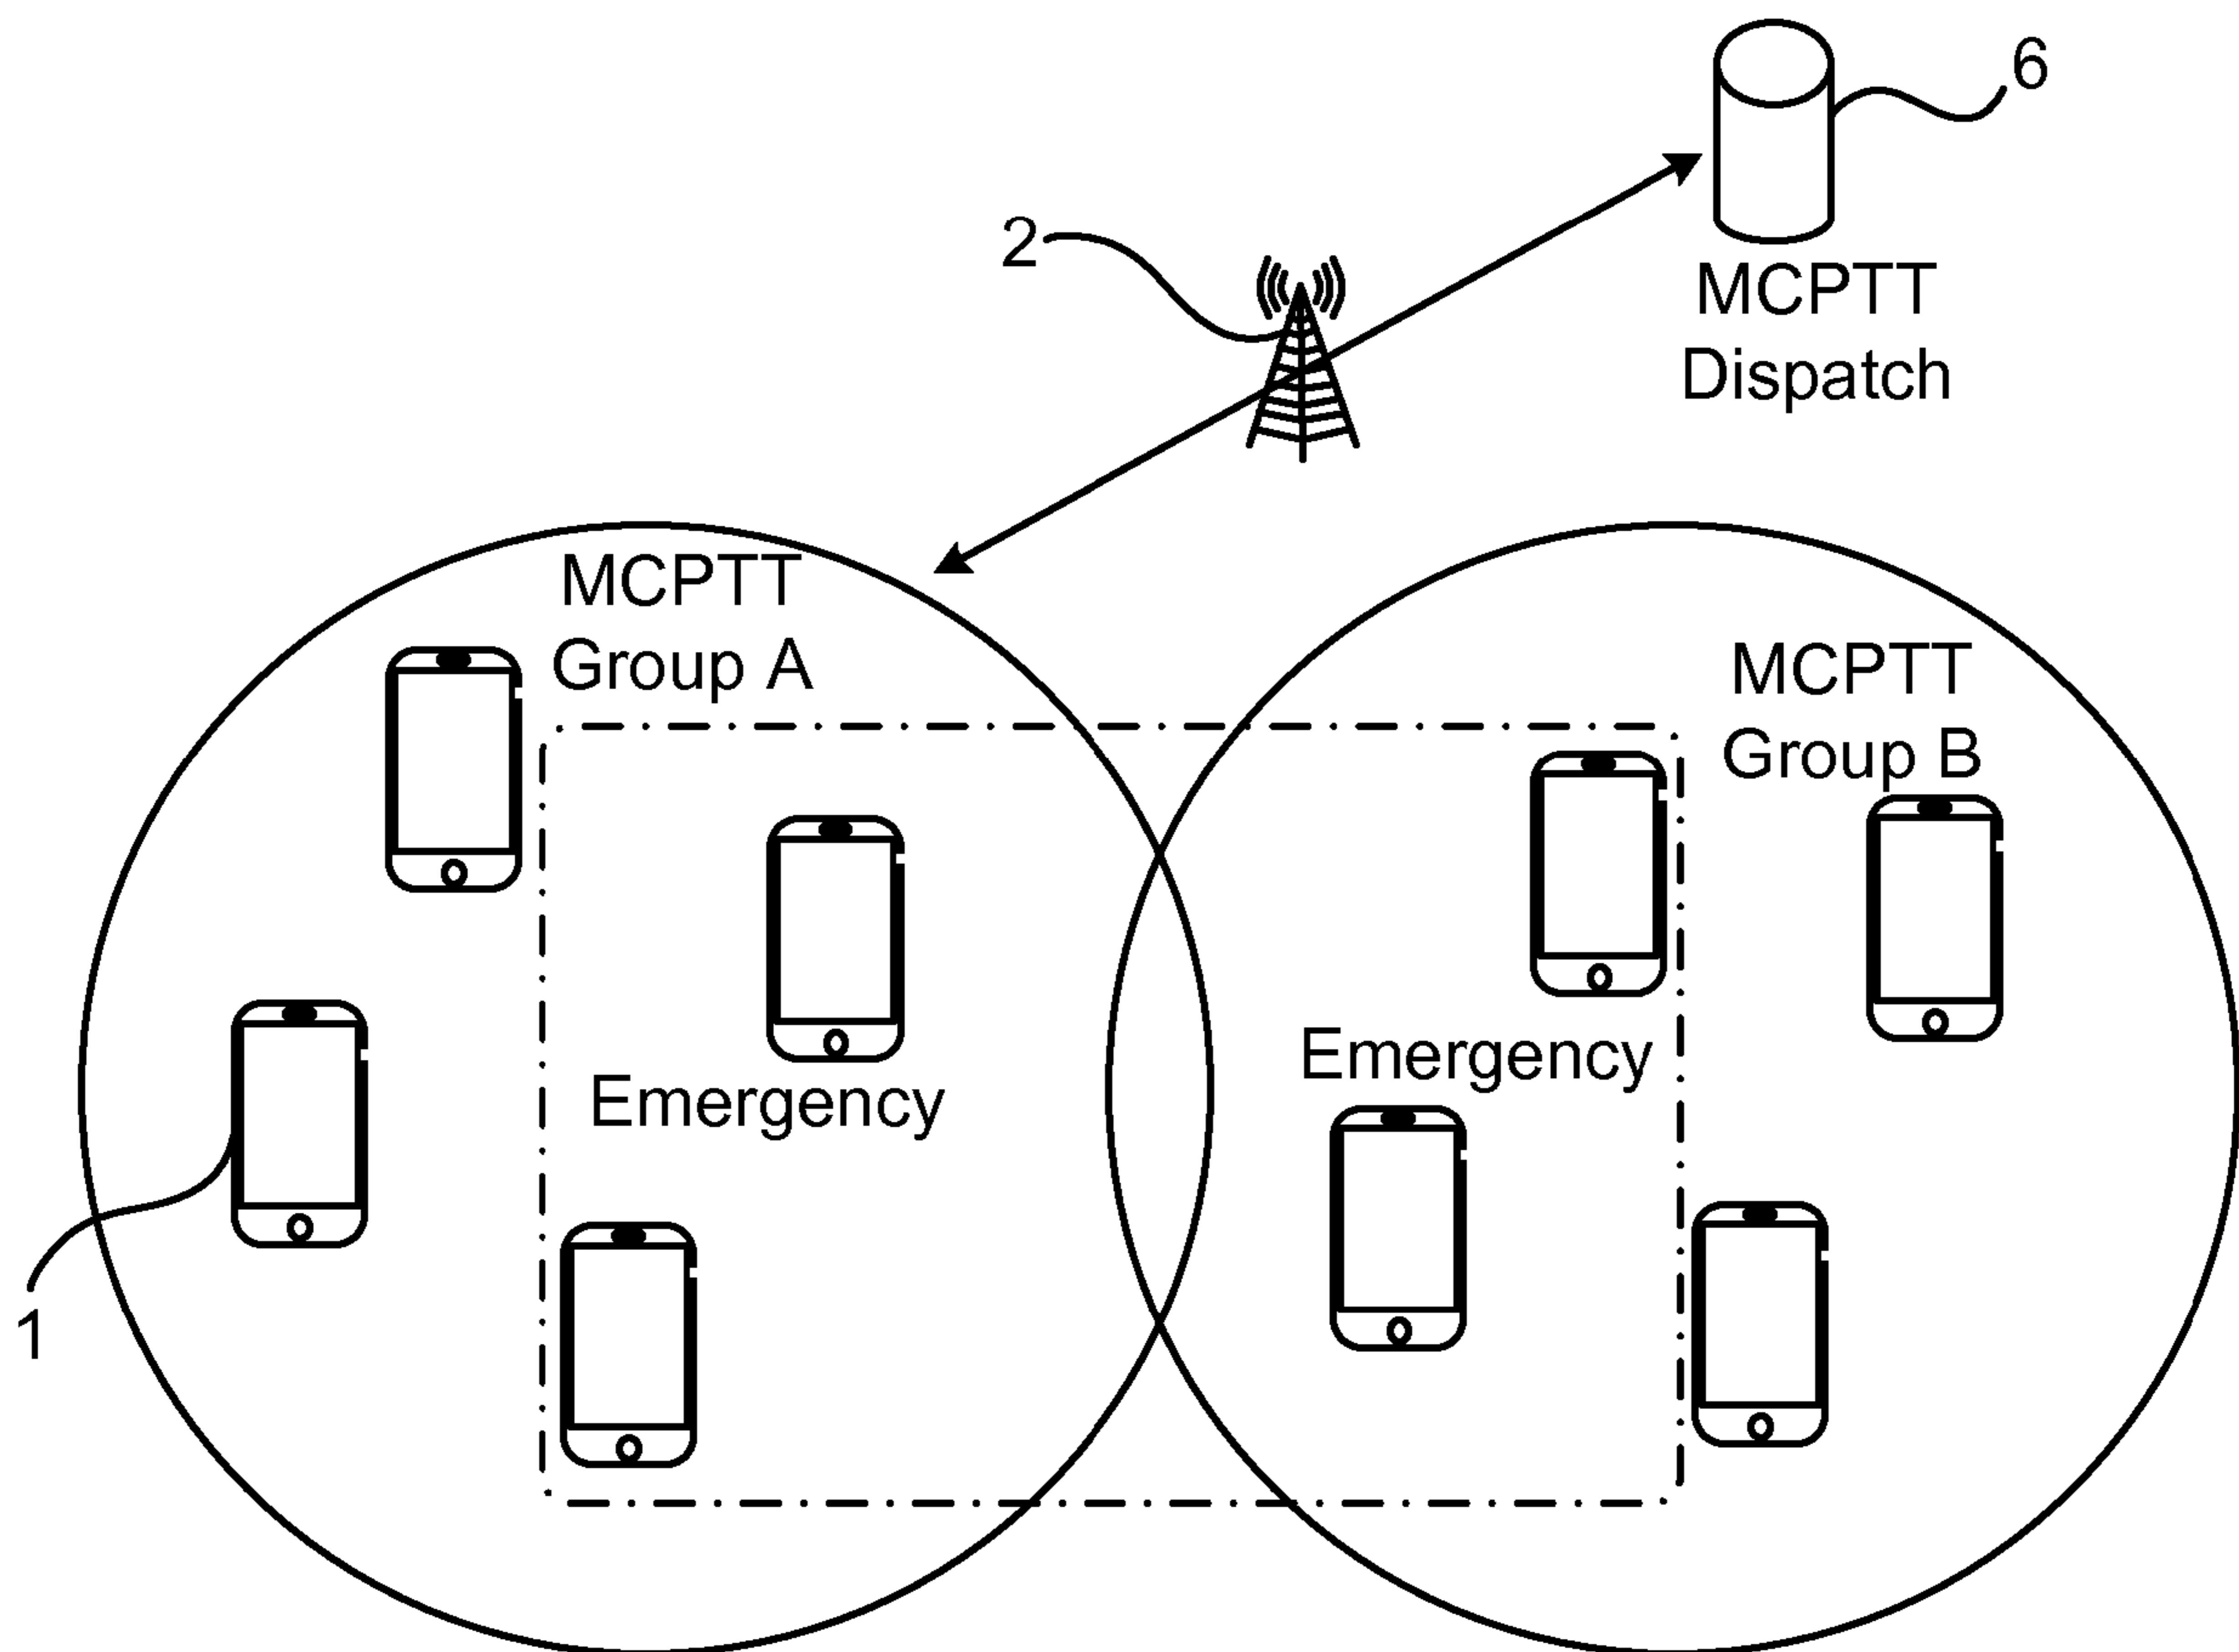 6
2
MCPTT
Dispatch
MCPTT
Group A
MCPTT
Group B
Emergency
Emergency
1